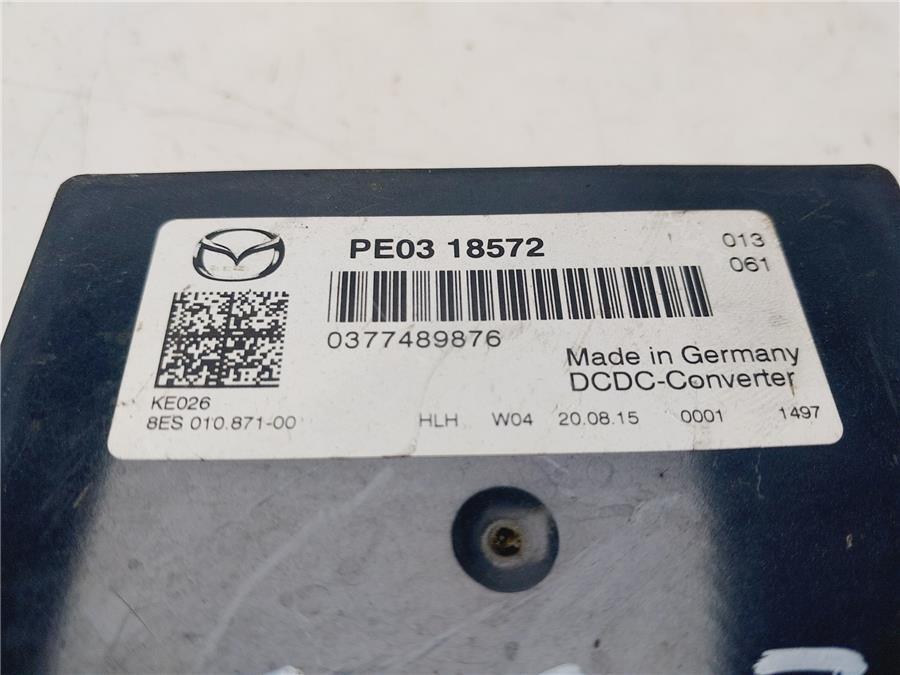 PE03 18572
013
061
0377489876
Made in Germany
DCDC-Converter
KE026
8ES 010.871-00 HLH W04 20.08.15 0001 1497